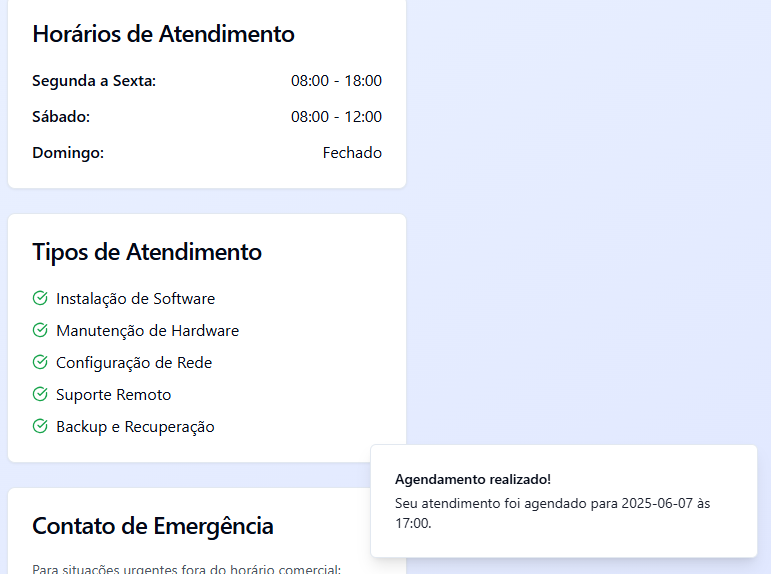 Horários de Atendimento
Segunda a Sexta: 08:00 - 18:00
Sábado: 08:00 - 12:00
Domingo: Fechado
Tipos de Atendimento
Instalação de Software
Manutenção de Hardware
Configuração de Rede
Suporte Remoto
Backup e Recuperação
Contato de Emergência
Para situações urgentes fora do horário comercial:
Agendamento realizado!
Seu atendimento foi agendado para 2025-06-07 às
17:00.